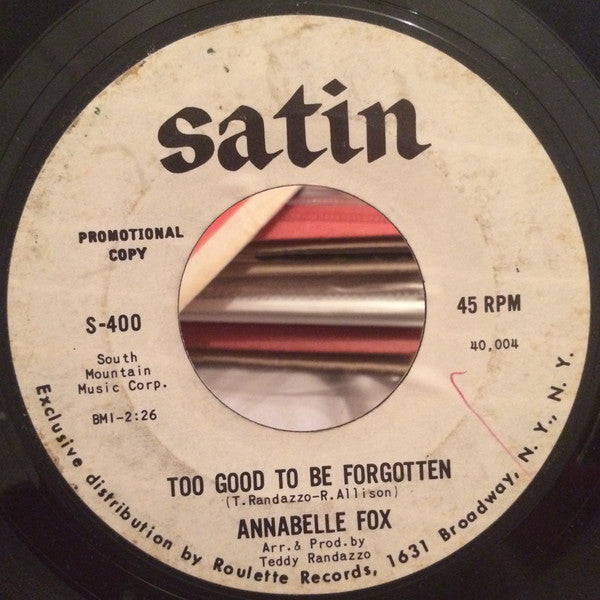 satin
PROMOTIONAL
COPY
S-400
South
Mountain
Music Corp.
BMI-2:26
45 RPM
40,004
TOO GOOD TO BE FORGOTTEN
(T.Randazzo-R.Allison)
ANNABELLE FOX
Arr.& Prod.by
Teddy Randazzo
Exclusive distribution by Roulette Records, 1631 Broadway, N. Y., N. Y.